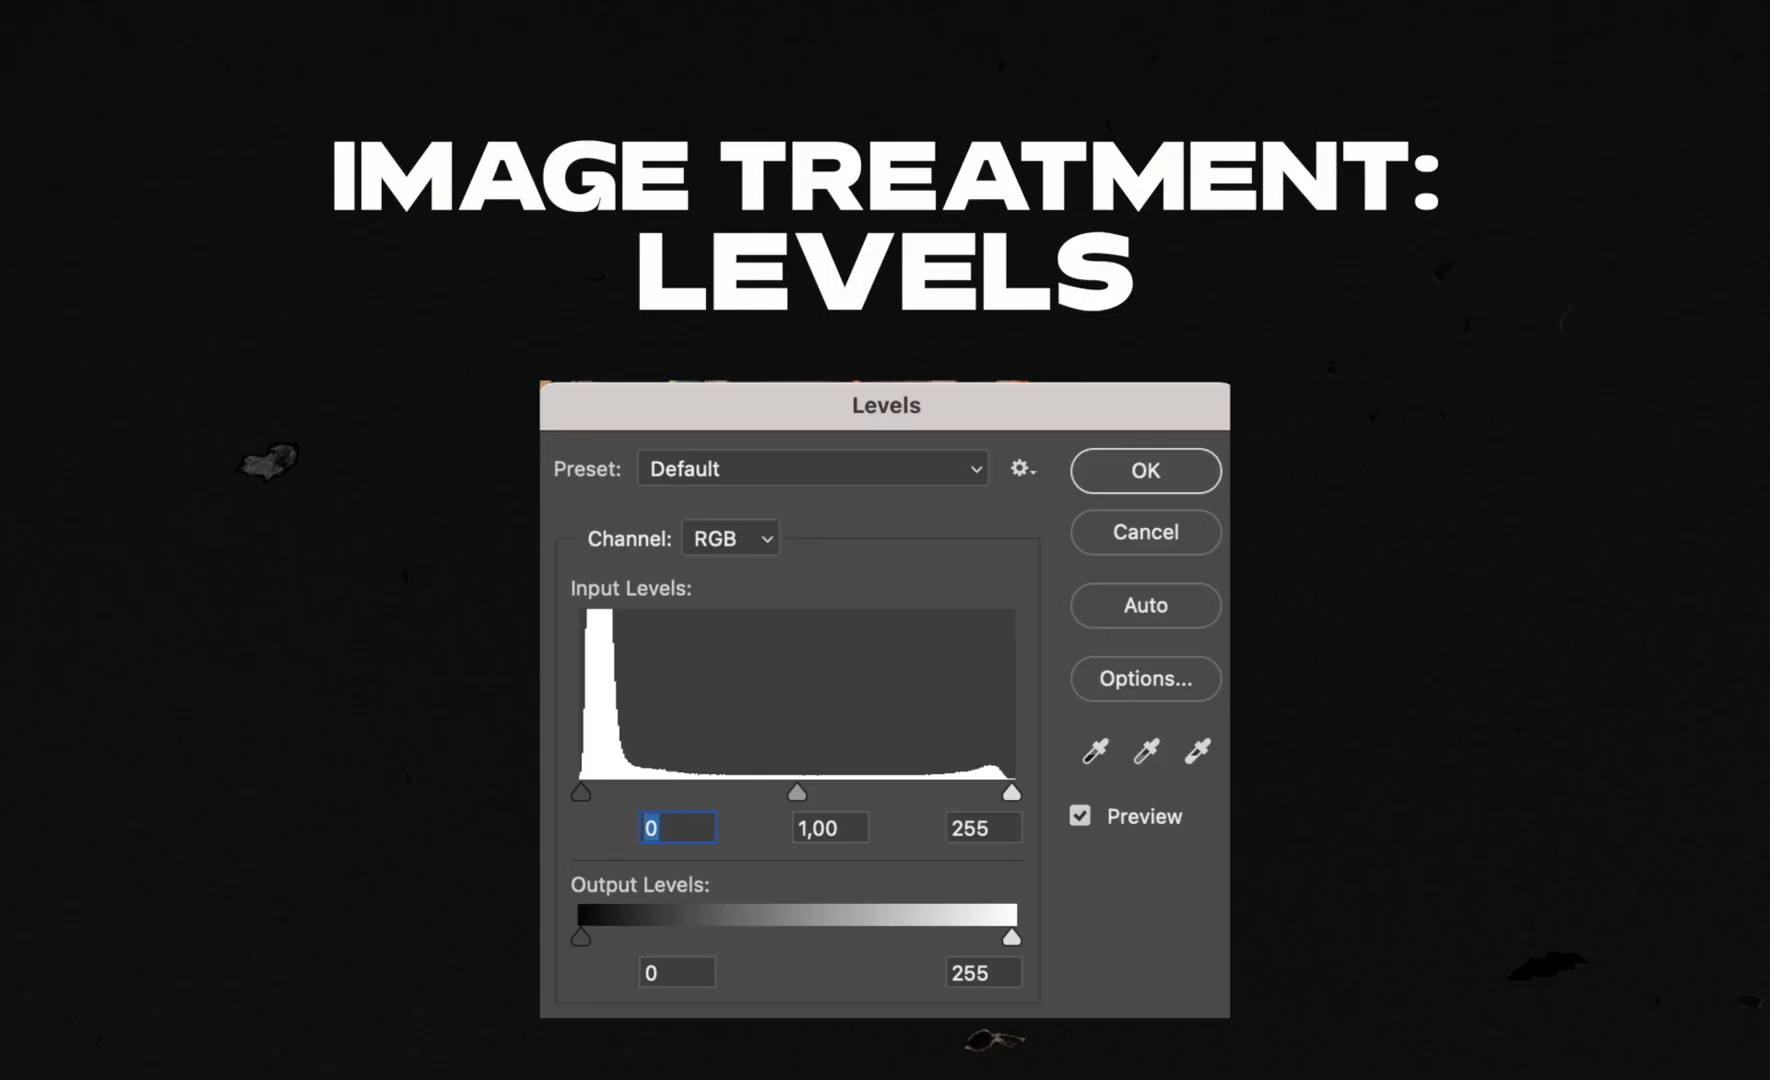 IMAGE TREATMENT:
LEVELS
Levels
Preset: Default
OK
Cancel
Channel: RGB
Input Levels:
Auto
Options...
0 1,00 255
Preview
Output Levels:
0 255